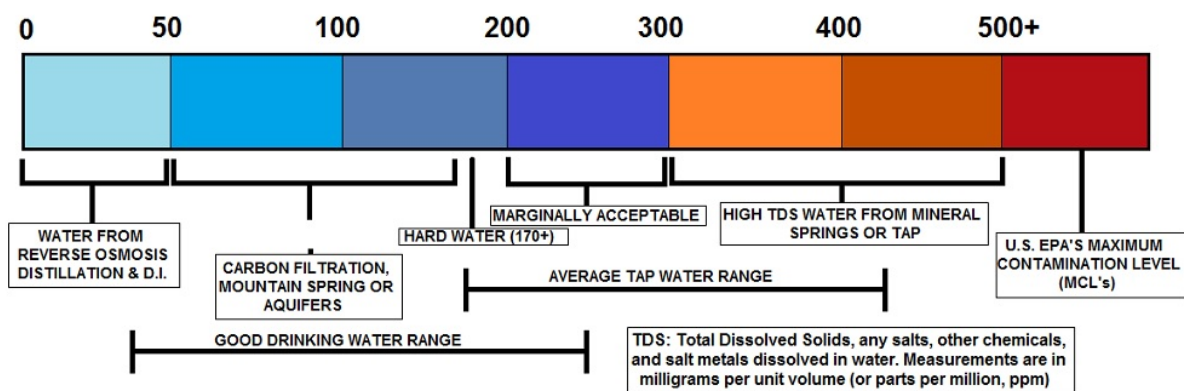 0 50 100 200 300 400 500+
WATER FROM
REVERSE OSMOSIS
DISTILLATION & D.I.
CARBON FILTRATION,
MOUNTAIN SPRING OR
AQUIFERS
HARD WATER (170+)
MARGINALLY ACCEPTABLE
HIGH TDS WATER FROM MINERAL
SPRINGS OR TAP
U.S. EPA'S MAXIMUM
CONTAMINATION LEVEL
(MCL's)
AVERAGE TAP WATER RANGE
GOOD DRINKING WATER RANGE
TDS: Total Dissolved Solids, any salts, other chemicals,
and salt metals dissolved in water. Measurements are in
milligrams per unit volume (or parts per million, ppm)